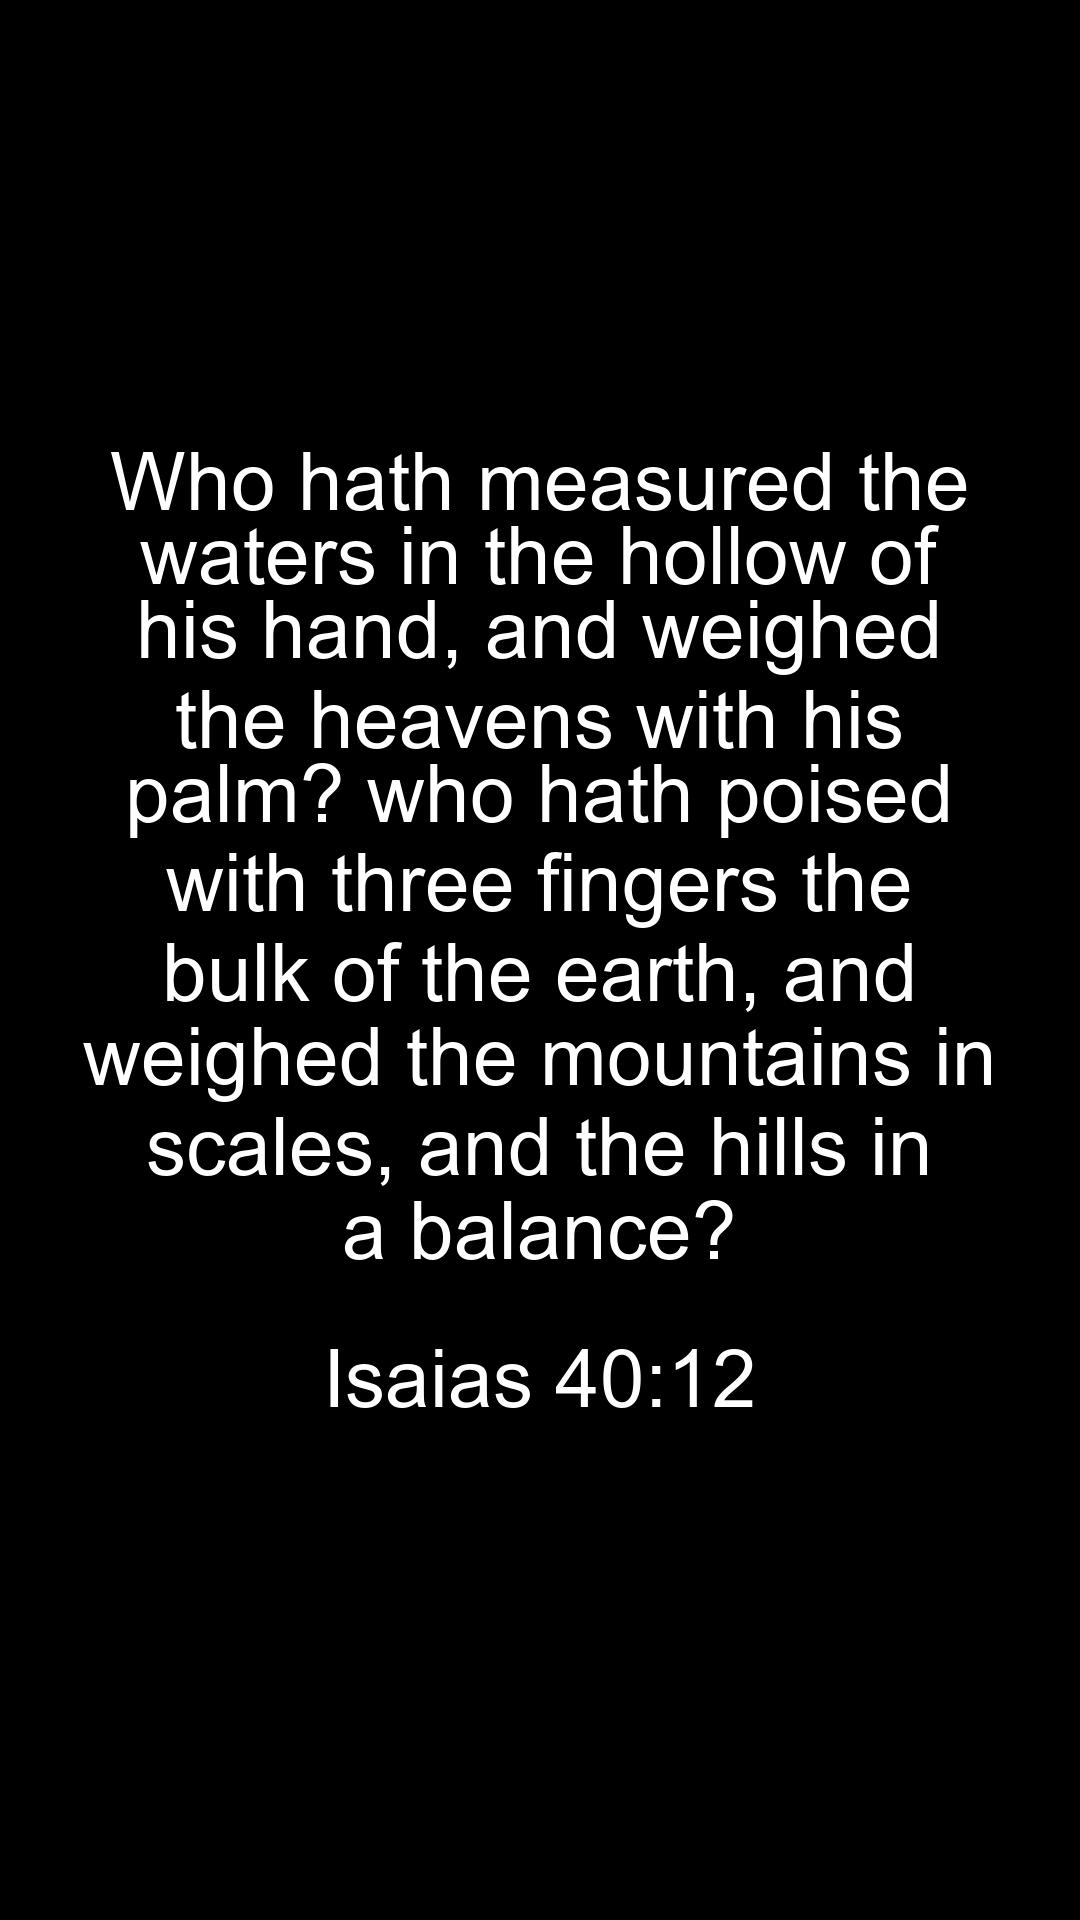 Who hath measured the
waters in the hollow of
his hand, and weighed
the heavens with his
palm? who hath poised
with three fingers the
bulk of the earth, and
weighed the mountains in
scales, and the hills in
a balance?
Isaias 40:12